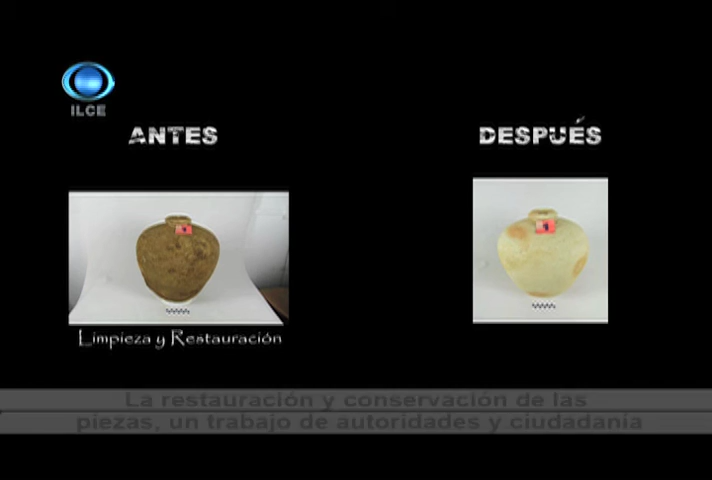 ILCE
ANTES
DESPUÉS
Limpieza y Restauración
La restauración y conservación de las
piezas, un trabajo de autoridades y ciudadanía